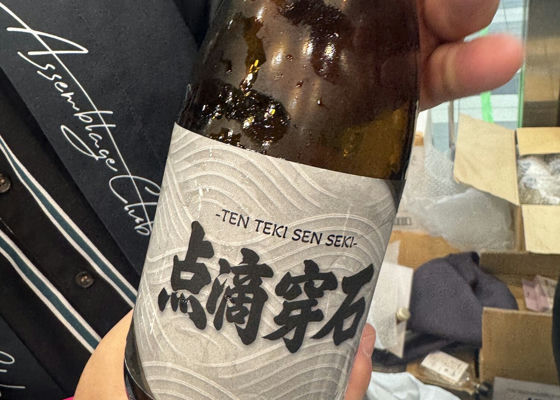 Assemblage Club
-TEN TEKI SEN SEKI-
点滴穿石